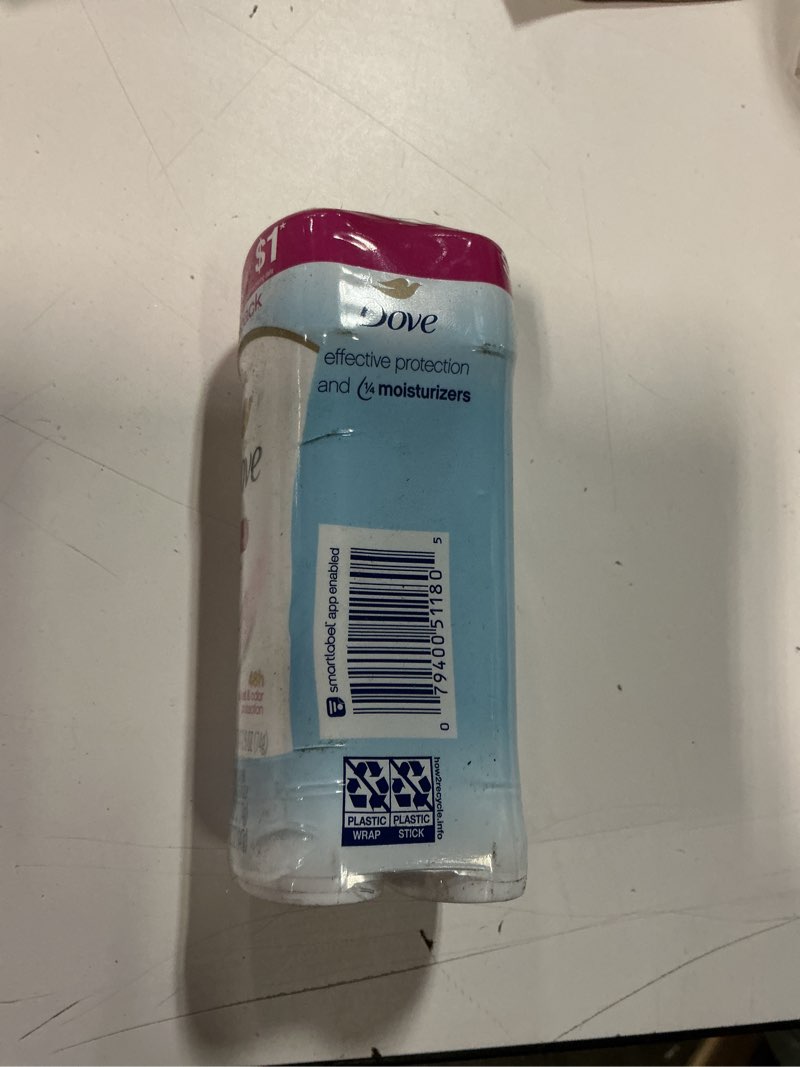 $1*
Dove
effective protection
and 1/4 moisturizers
smartlabel app enabled
0 79400 51180 5
48h
how2recycle.info
PLASTIC PLASTIC
WRAP STICK